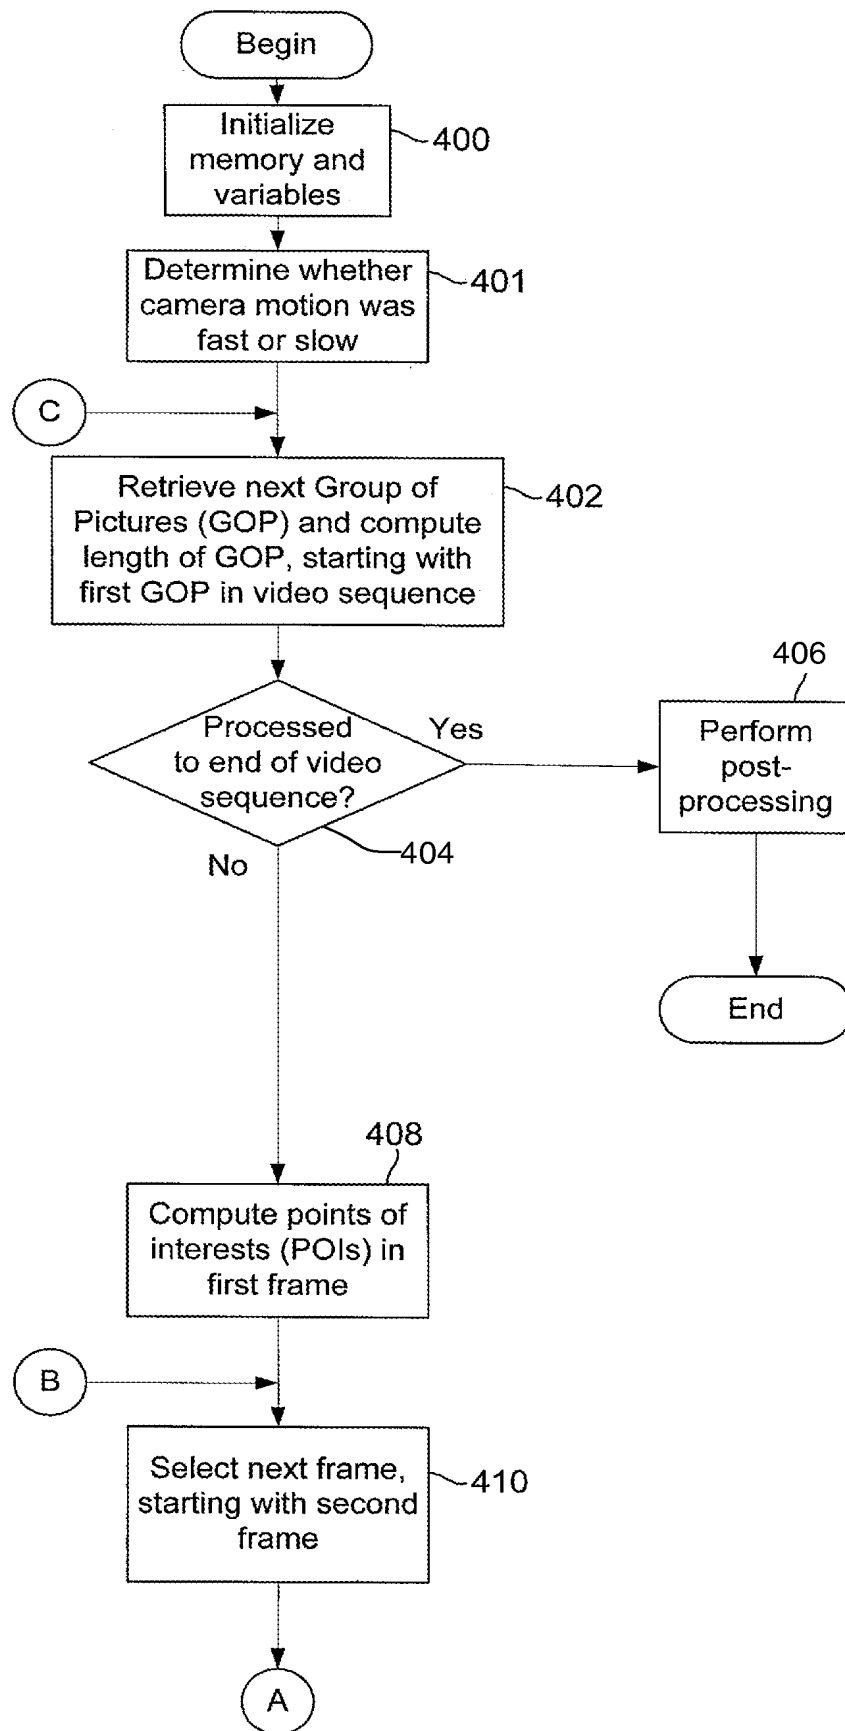 Begin
Initialize
memory and
variables
400
Determine whether
camera motion was
fast or slow
401
C
Retrieve next Group of
Pictures (GOP) and compute
length of GOP, starting with
first GOP in video sequence
402
Processed
to end of video
sequence?
Yes
404
No
406
Perform
post-
processing
End
408
Compute points of
interests (POIs) in
first frame
B
Select next frame,
starting with second
frame
410
A